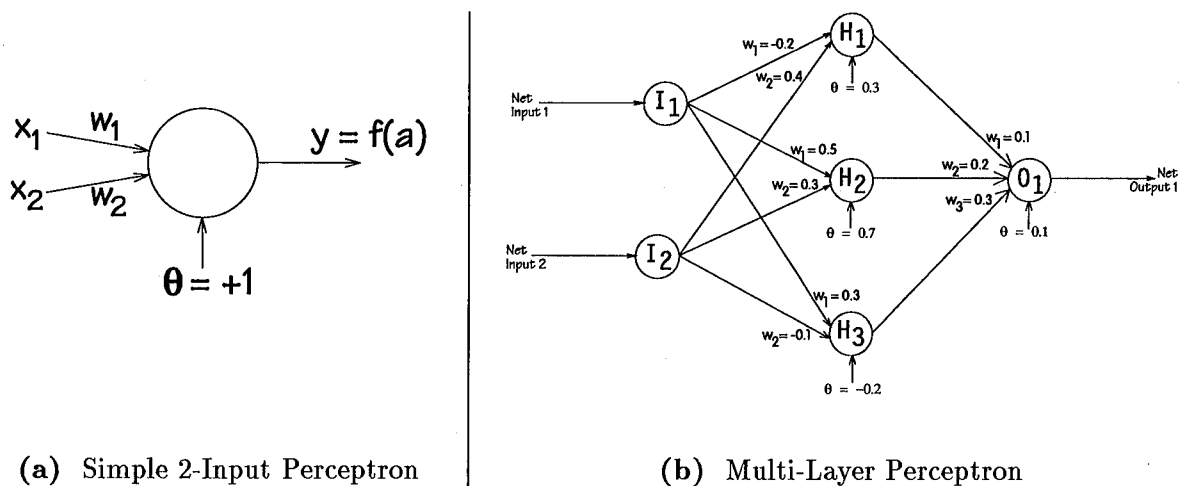 x1
w1
x2
w2
y = f(a)
θ = +1
(a) Simple 2-Input Perceptron
Net
Input 1
I1
Net
Input 2
I2
w1=-0.2
w2=0.4
H1
θ = 0.3
w1=0.5
w2=0.3
H2
θ = 0.7
w1=0.3
w2=-0.1
H3
θ = -0.2
w1=0.1
w2=0.2
w3=0.3
O1
θ = 0.1
Net
Output 1
(b) Multi-Layer Perceptron